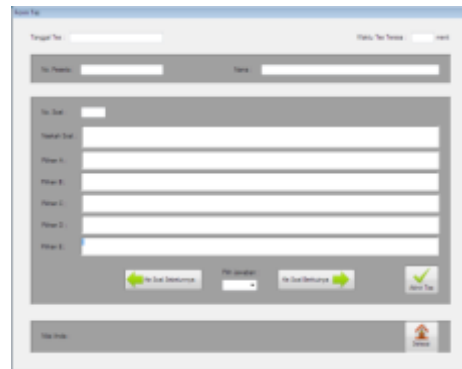 Tanggal Tes :
Waktu Tes Tersisa : menit
No. Peserta : Nama :
No. Soal :
Naskah Soal :
Pilihan A :
Pilihan B :
Pilihan C :
Pilihan D :
Pilihan E :
Ke Soal Sebelumnya
Pilih Jawaban :
Ke Soal Berikutnya
Akhiri Tes
Nilai Anda :